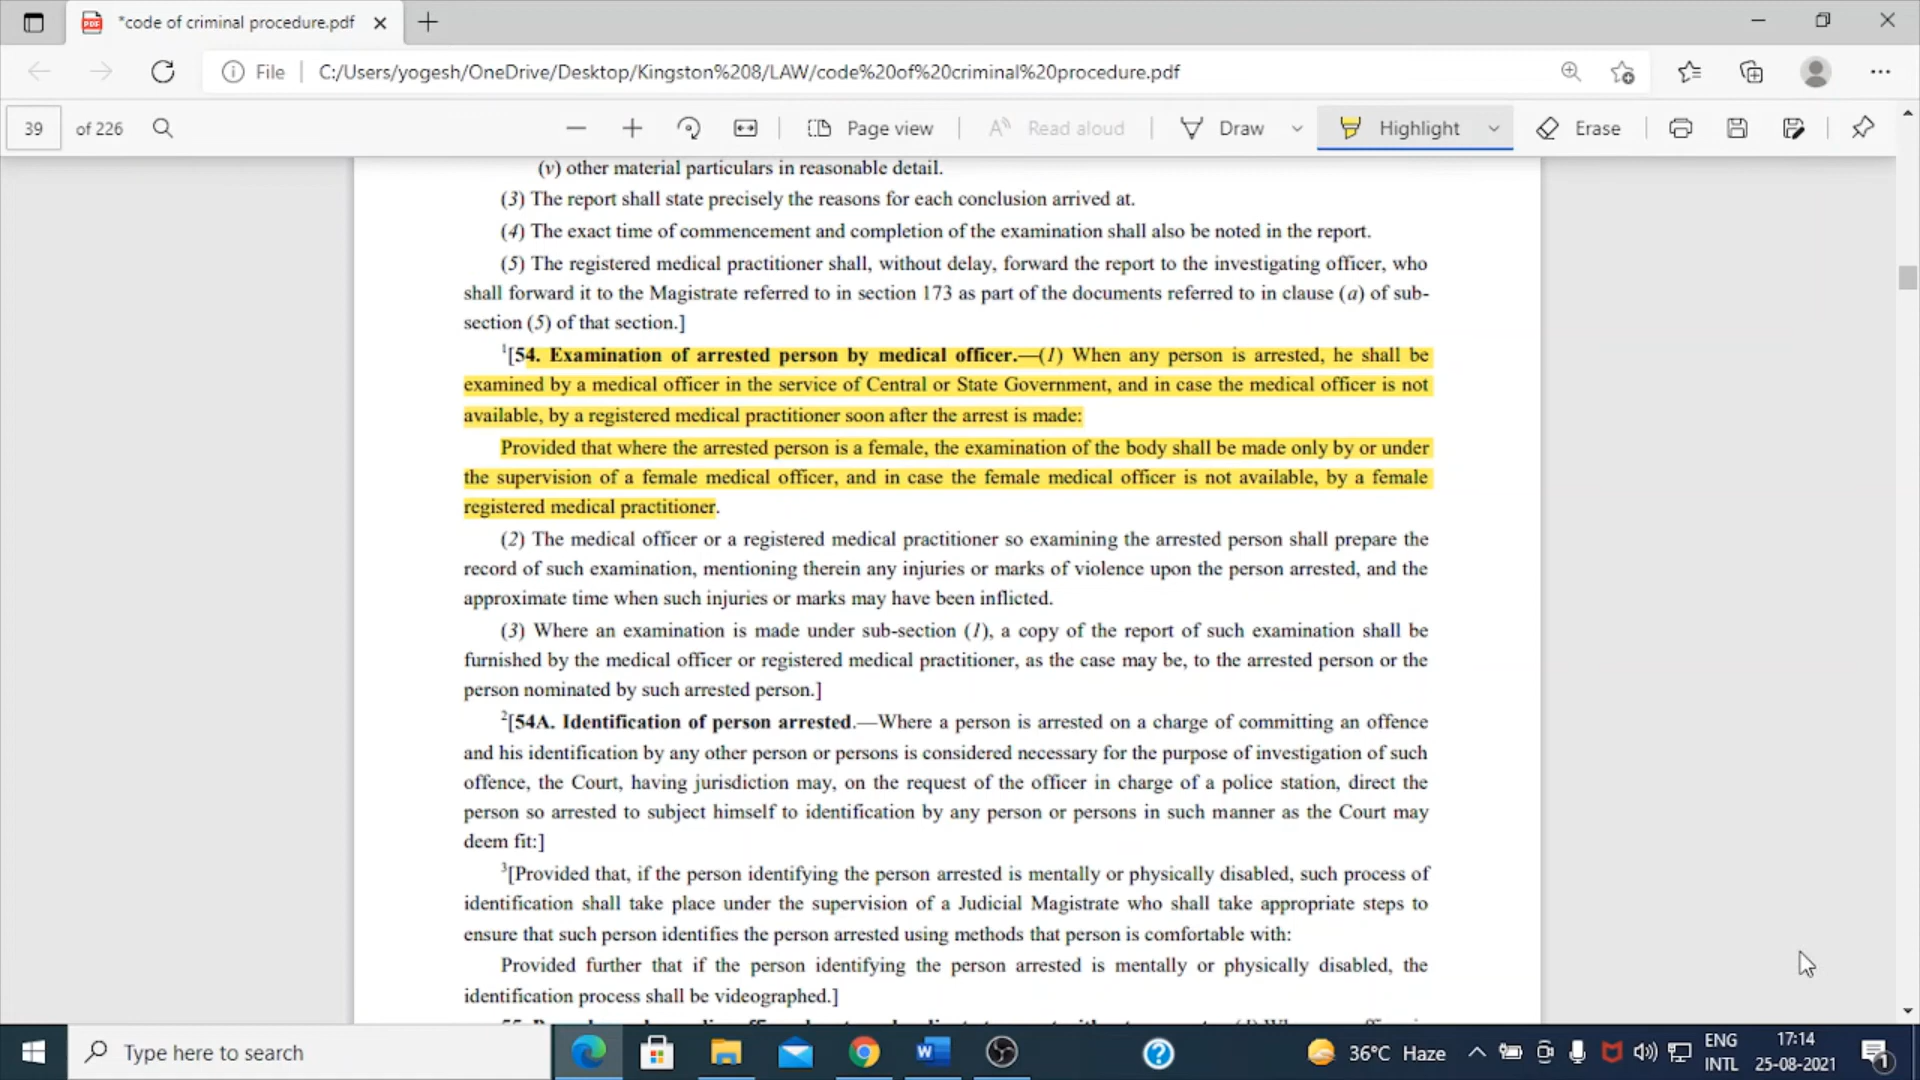 *code of criminal procedure.pdf
File
C:/Users/yogesh/OneDrive/Desktop/Kingston%208/LAW/code%20of%20criminal%20procedure.pdf
39 of 226
Page view
Read aloud
Draw
Highlight
Erase
(v) other material particulars in reasonable detail.
(3) The report shall state precisely the reasons for each conclusion arrived at.
(4) The exact time of commencement and completion of the examination shall also be noted in the report.
(5) The registered medical practitioner shall, without delay, forward the report to the investigating officer, who
shall forward it to the Magistrate referred to in section 173 as part of the documents referred to in clause (a) of sub-
section (5) of that section.]
1[54. Examination of arrested person by medical officer.—(1) When any person is arrested, he shall be
examined by a medical officer in the service of Central or State Government, and in case the medical officer is not
available, by a registered medical practitioner soon after the arrest is made:
Provided that where the arrested person is a female, the examination of the body shall be made only by or under
the supervision of a female medical officer, and in case the female medical officer is not available, by a female
registered medical practitioner.
(2) The medical officer or a registered medical practitioner so examining the arrested person shall prepare the
record of such examination, mentioning therein any injuries or marks of violence upon the person arrested, and the
approximate time when such injuries or marks may have been inflicted.
(3) Where an examination is made under sub-section (1), a copy of the report of such examination shall be
furnished by the medical officer or registered medical practitioner, as the case may be, to the arrested person or the
person nominated by such arrested person.]
2[54A. Identification of person arrested.—Where a person is arrested on a charge of committing an offence
and his identification by any other person or persons is considered necessary for the purpose of investigation of such
offence, the Court, having jurisdiction may, on the request of the officer in charge of a police station, direct the
person so arrested to subject himself to identification by any person or persons in such manner as the Court may
deem fit:]
3[Provided that, if the person identifying the person arrested is mentally or physically disabled, such process of
identification shall take place under the supervision of a Judicial Magistrate who shall take appropriate steps to
ensure that such person identifies the person arrested using methods that person is comfortable with:
Provided further that if the person identifying the person arrested is mentally or physically disabled, the
identification process shall be videographed.]
Type here to search
36°C Haze
ENG
INTL
17:14
25-08-2021
1